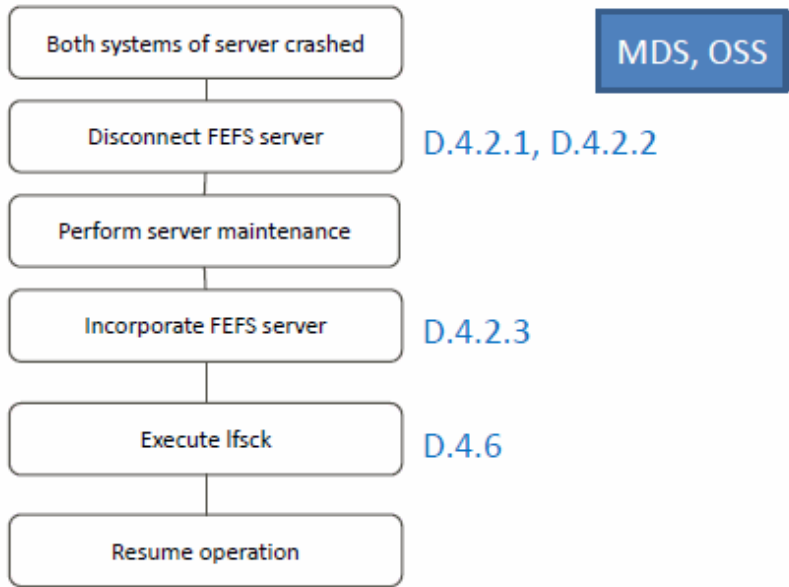 Both systems of server crashed
MDS, OSS
Disconnect FEFS server
D.4.2.1, D.4.2.2
Perform server maintenance
Incorporate FEFS server
D.4.2.3
Execute lfsck
D.4.6
Resume operation